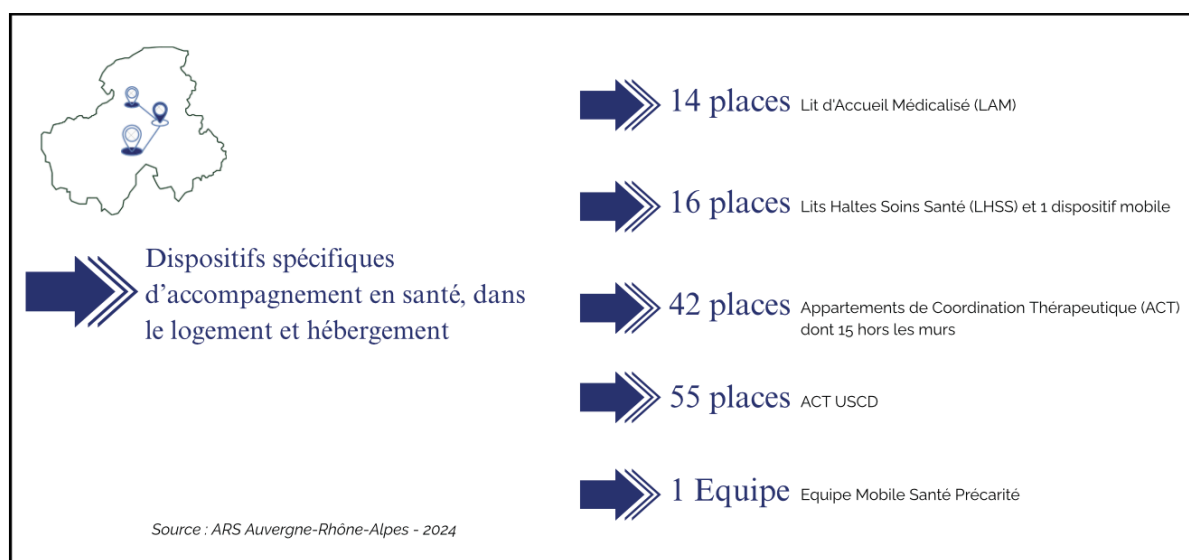 Dispositifs spécifiques
d'accompagnement en santé, dans
le logement et hébergement
14 places Lit d'Accueil Médicalisé (LAM)
16 places Lits Haltes Soins Santé (LHSS) et 1 dispositif mobile
42 places Appartements de Coordination Thérapeutique (ACT)
dont 15 hors les murs
55 places ACT USCD
1 Equipe Equipe Mobile Santé Précarité
Source : ARS Auvergne-Rhône-Alpes - 2024